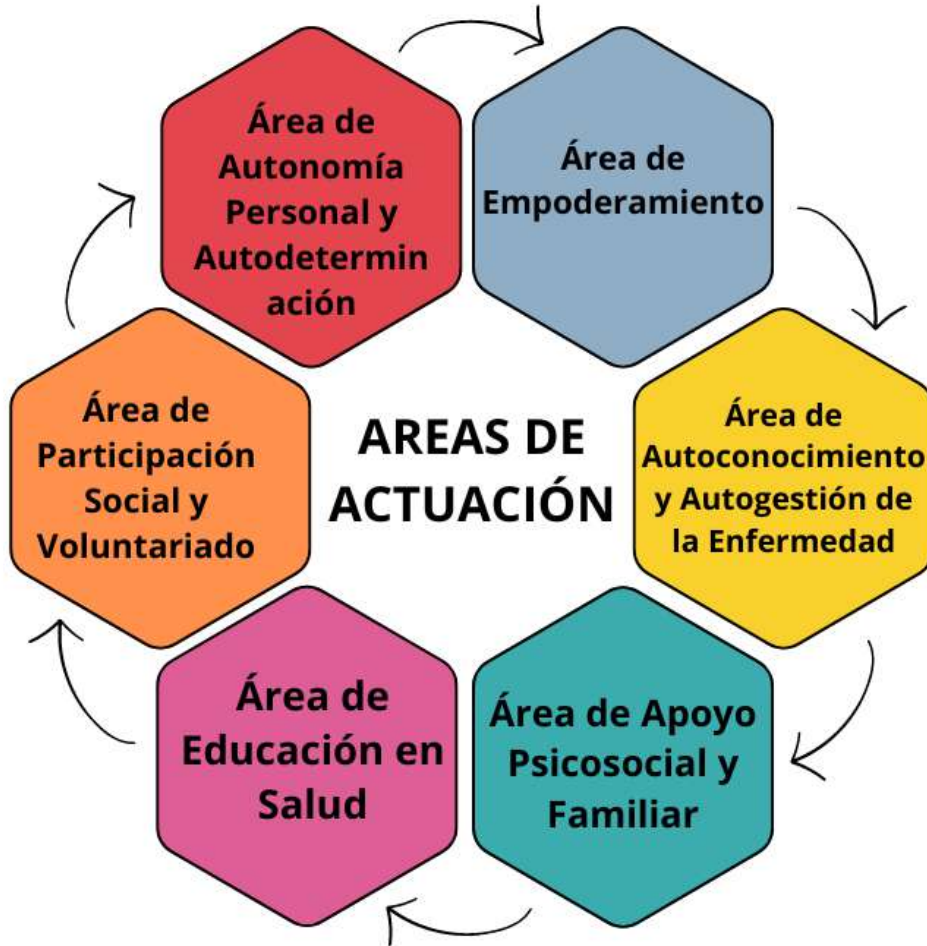 Área de
Autonomía
Personal y
Autodetermin
ación
Área de
Empoderamiento
Área de
Autoconocimiento
y Autogestión de
la Enfermedad
Área de Apoyo
Psicosocial y
Familiar
Área de
Educación en
Salud
Área de
Participación
Social y
Voluntariado
AREAS DE
ACTUACIÓN